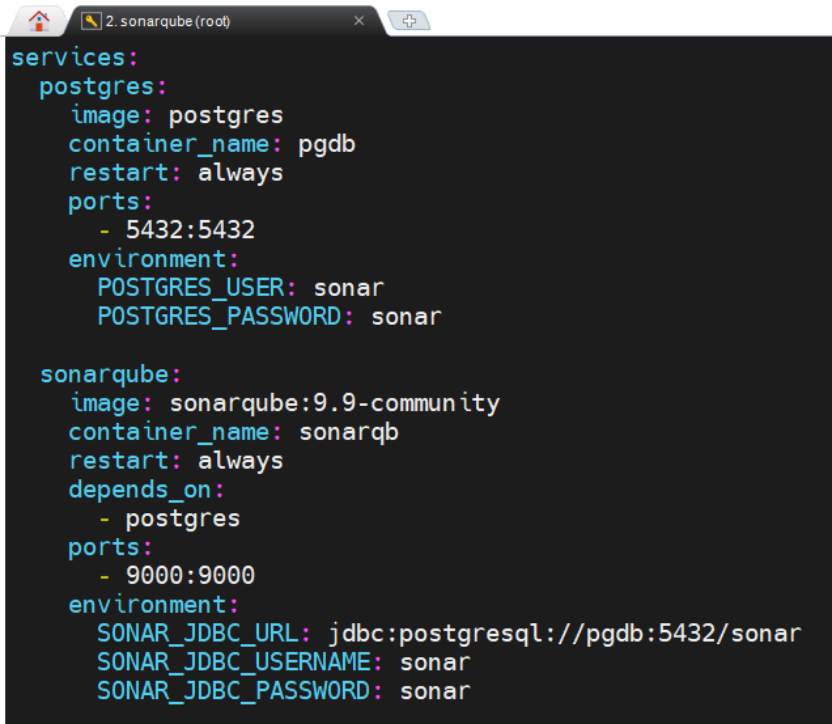 2. sonarqube (root)
services:
  postgres:
    image: postgres
    container_name: pgdb
    restart: always
    ports:
      - 5432:5432
    environment:
      POSTGRES_USER: sonar
      POSTGRES_PASSWORD: sonar

  sonarqube:
    image: sonarqube:9.9-community
    container_name: sonarqb
    restart: always
    depends_on:
      - postgres
    ports:
      - 9000:9000
    environment:
      SONAR_JDBC_URL: jdbc:postgresql://pgdb:5432/sonar
      SONAR_JDBC_USERNAME: sonar
      SONAR_JDBC_PASSWORD: sonar